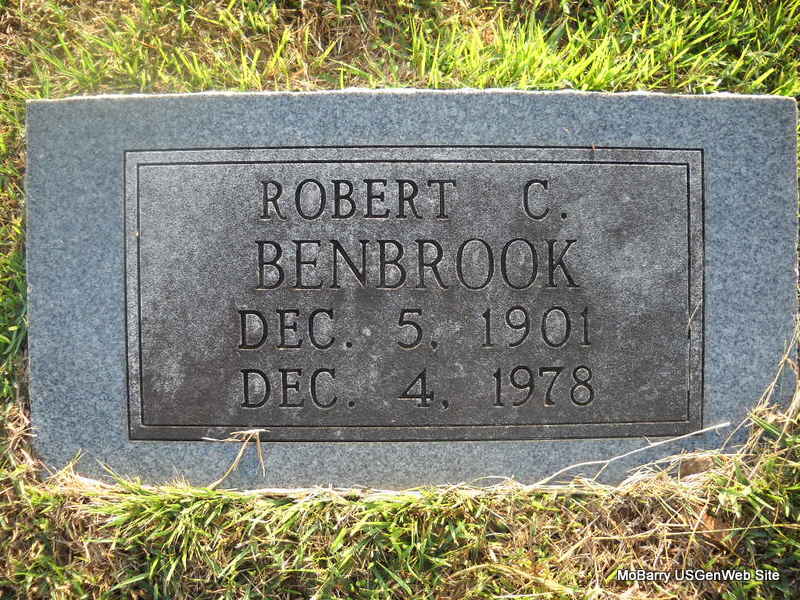 ROBERT C.
BENBROOK
DEC. 5, 1901
DEC. 4, 1978
MoBarry USGenWeb Site